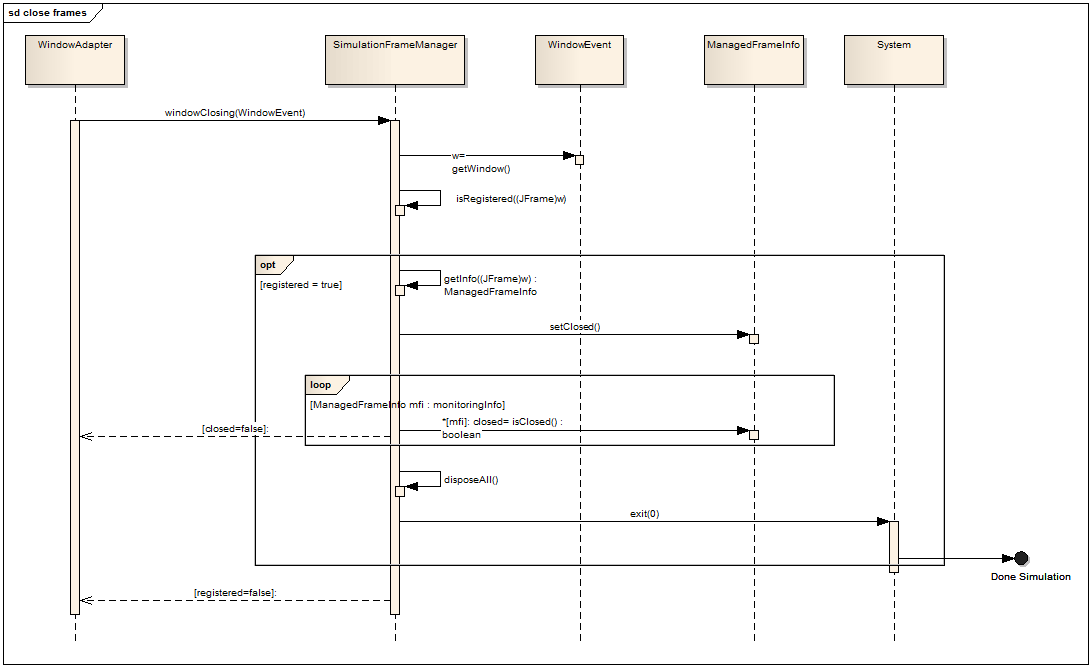 sd close frames
WindowAdapter
SimulationFrameManager
WindowEvent
ManagedFrameInfo
System
windowClosing(WindowEvent)
w=
getWindow()
isRegistered((JFrame)w)
opt
[registered = true]
getInfo((JFrame)w) :
ManagedFrameInfo
setClosed()
loop
[ManagedFrameInfo mfi : monitoringInfo]
*[mfi]: closed= isClosed() :
boolean
[closed=false]:
disposeAll()
exit(0)
Done Simulation
[registered=false]: